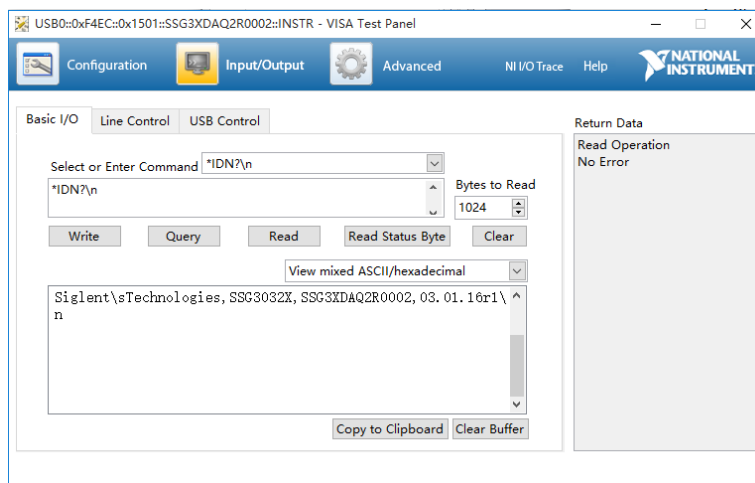 USB0::0xF4EC::0x1501::SSG3XDAQ2R0002::INSTR - VISA Test Panel
Configuration
Input/Output
Advanced
NI I/O Trace
Help
NATIONAL
INSTRUMENT
Basic I/O
Line Control
USB Control
Select or Enter Command
*IDN?\n
*IDN?\n
Bytes to Read
1024
Write
Query
Read
Read Status Byte
Clear
View mixed ASCII/hexadecimal
Siglent\sTechnologies,SSG3032X,SSG3XDAQ2R0002,03.01.16r1\
n
Copy to Clipboard
Clear Buffer
Return Data
Read Operation
No Error